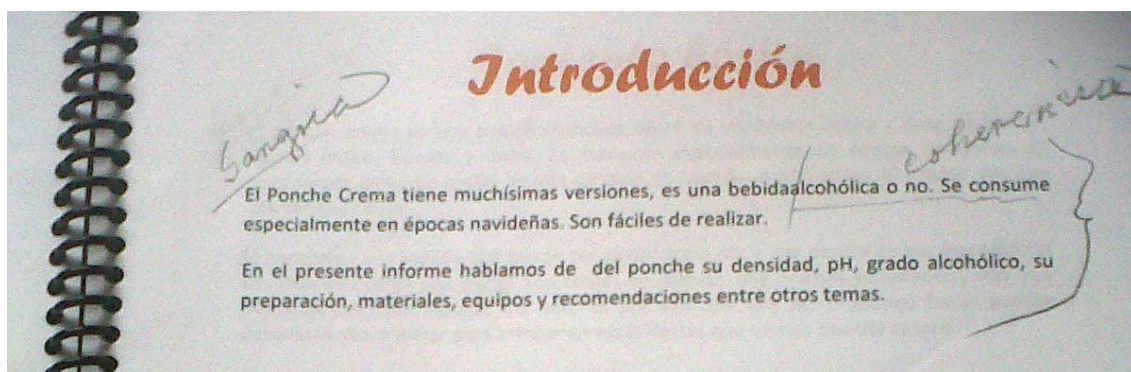 Introducción
Sangria
coherencia
El Ponche Crema tiene muchísimas versiones, es una bebidaalcohólica o no. Se consume
especialmente en épocas navideñas. Son fáciles de realizar.
En el presente informe hablamos de  del ponche su densidad, pH, grado alcohólico, su
preparación, materiales, equipos y recomendaciones entre otros temas.